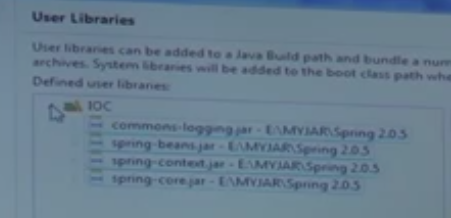 User Libraries
User libraries can be added to a Java Build path and bundle a num
archives. System libraries will be added to the boot class path whe
Defined user libraries:
IOC
commons-logging.jar - E:\MYJAR\Spring 2.0.5
spring-beans.jar - E:\MYJAR\Spring 2.0.5
spring-context.jar - E:\MYJAR\Spring 2.0.5
spring-core.jar - E:\MYJAR\Spring 2.0.5